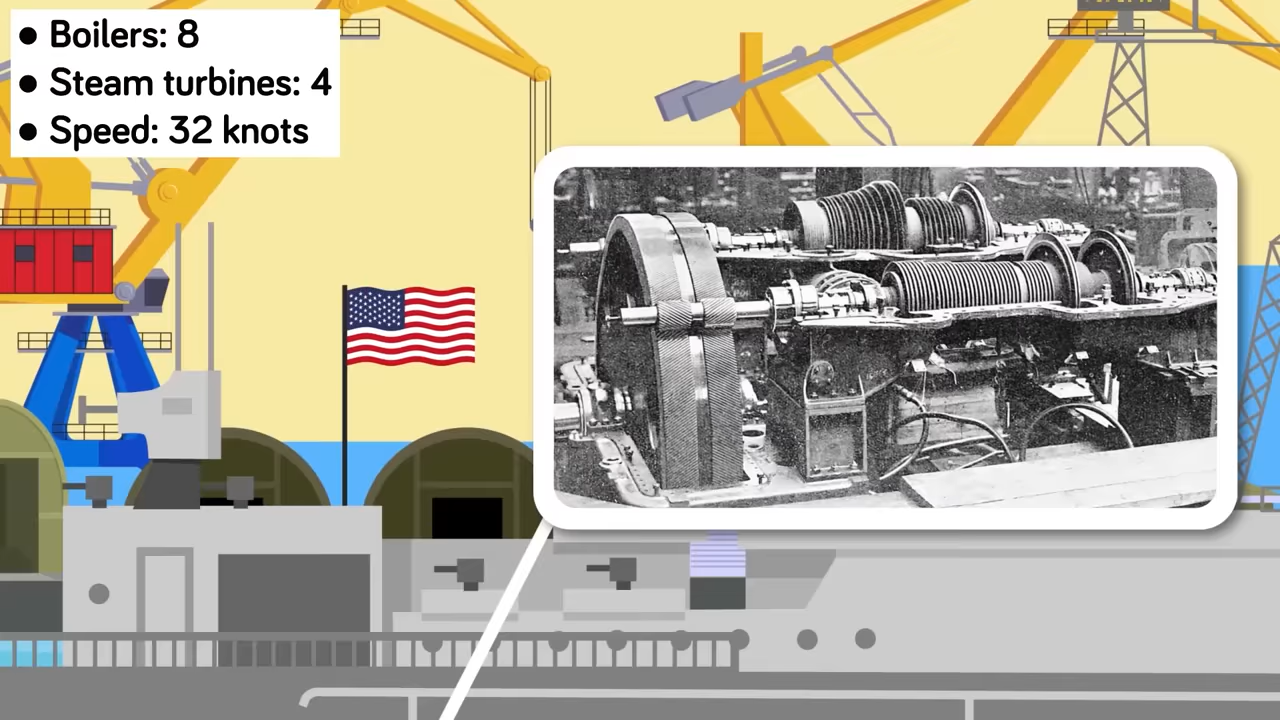 ● Boilers: 8
● Steam turbines: 4
● Speed: 32 knots